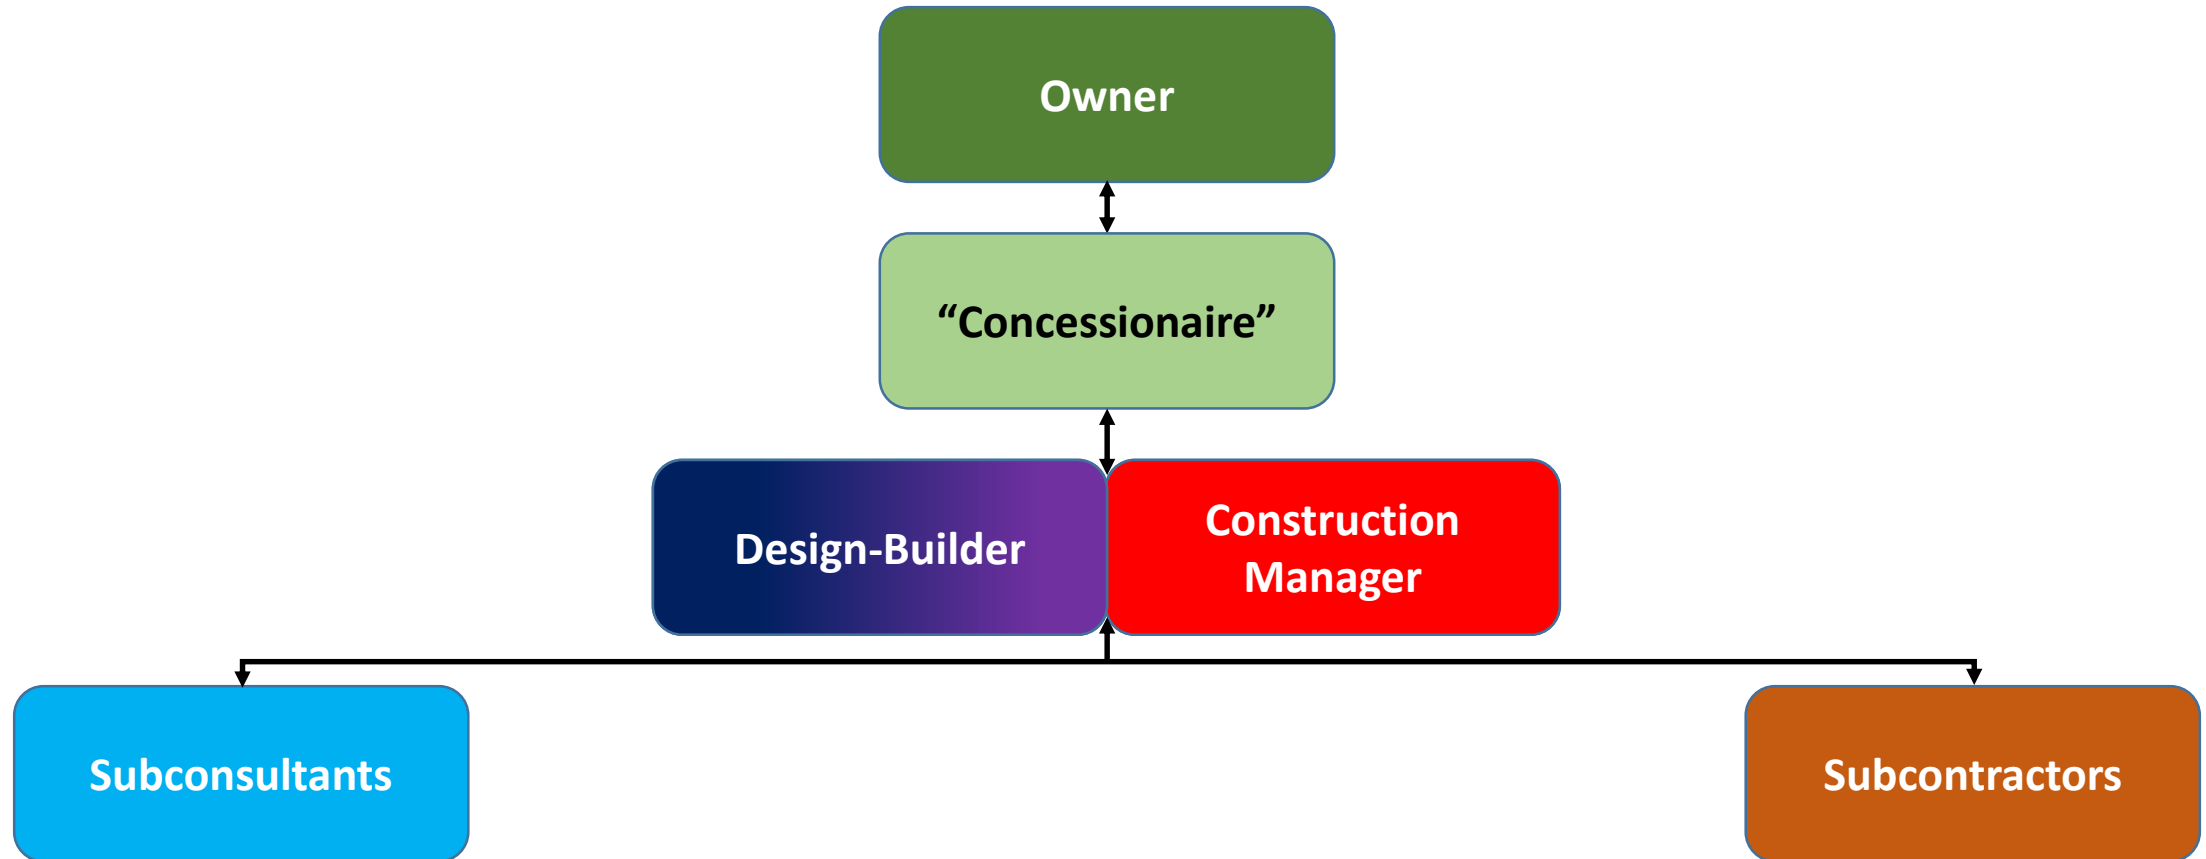 Owner
“Concessionaire”
Design-Builder
Construction
Manager
Subconsultants
Subcontractors